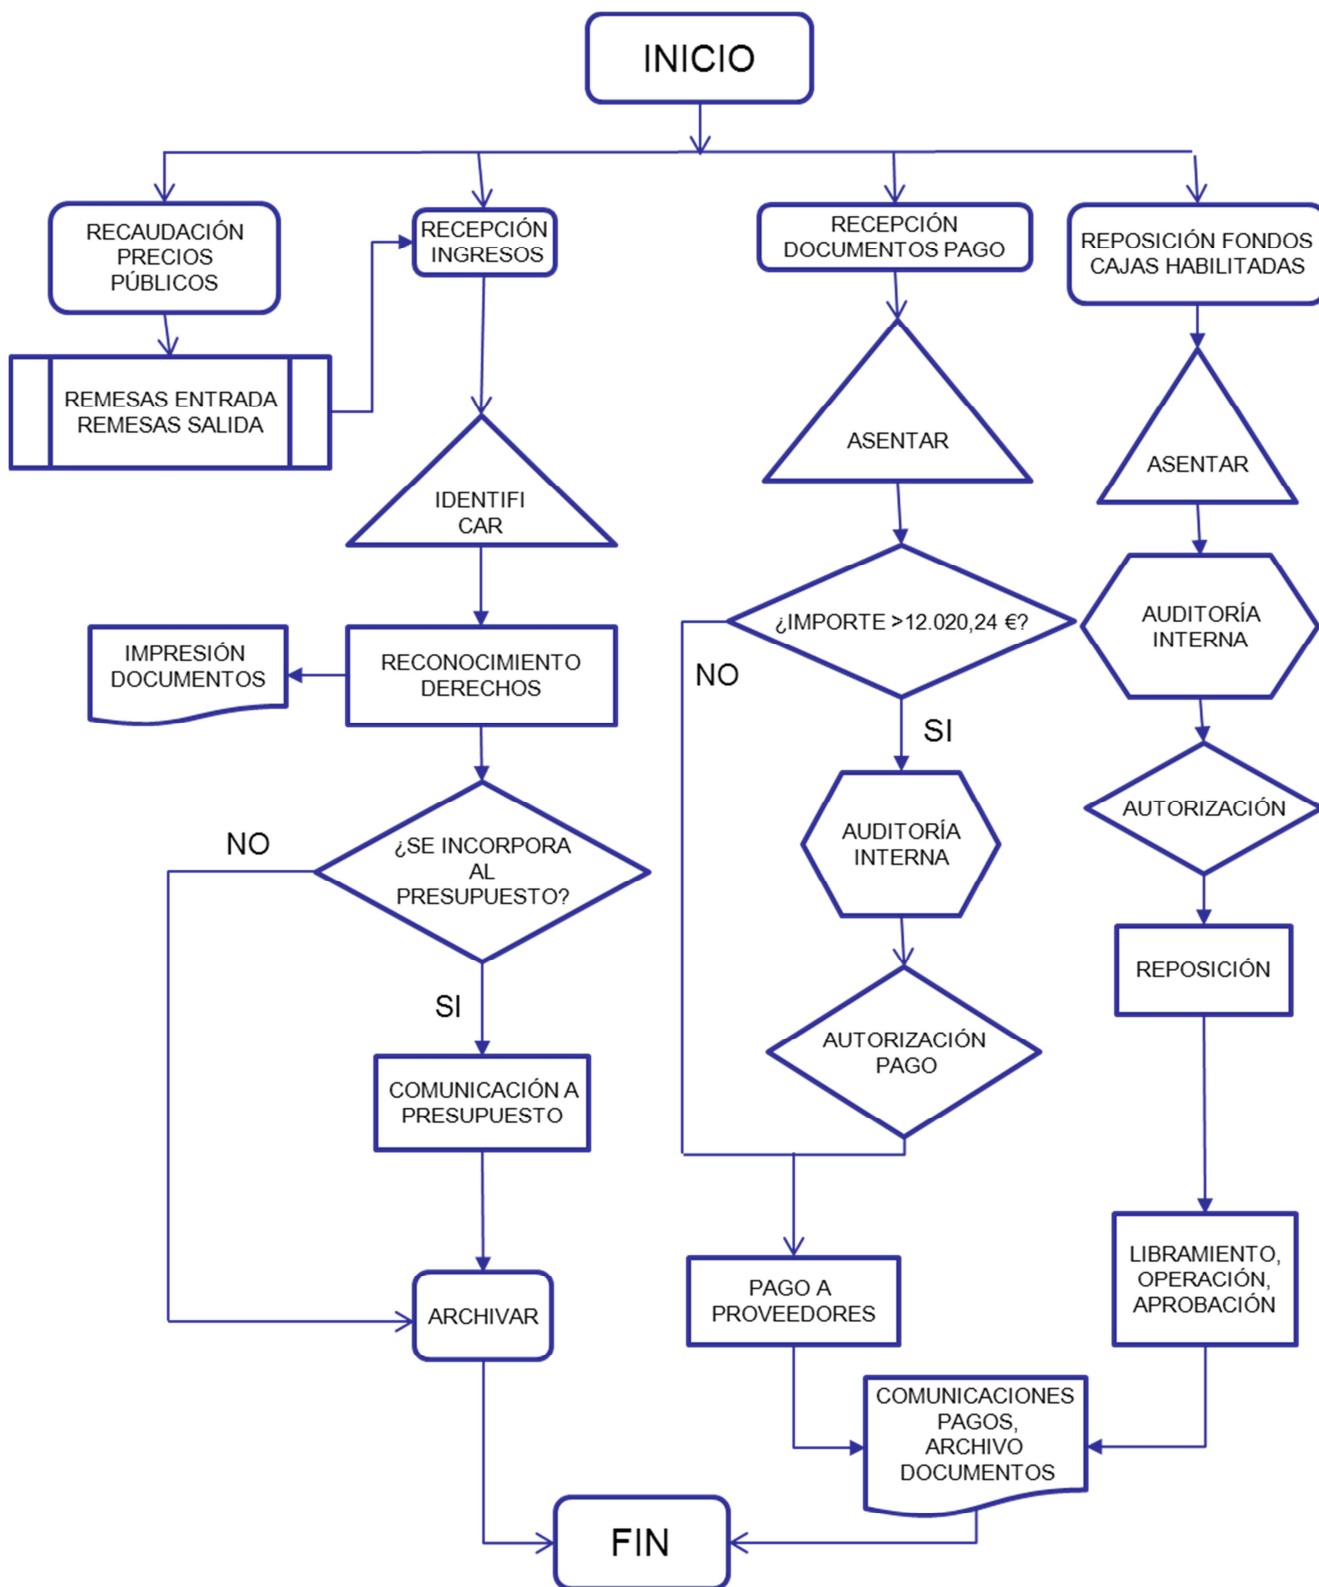 INICIO
RECAUDACIÓN
PRECIOS
PÚBLICOS
RECEPCIÓN
INGRESOS
RECEPCIÓN
DOCUMENTOS PAGO
REPOSICIÓN FONDOS
CAJAS HABILITADAS
REMESAS ENTRADA
REMESAS SALIDA
IDENTIFI
CAR
ASENTAR
ASENTAR
IMPRESIÓN
DOCUMENTOS
RECONOCIMIENTO
DERECHOS
¿IMPORTE >12.020,24 €?
NO
SI
AUDITORÍA
INTERNA
AUDITORÍA
INTERNA
AUTORIZACIÓN
NO
¿SE INCORPORA
AL
PRESUPUESTO?
SI
REPOSICIÓN
AUTORIZACIÓN
PAGO
COMUNICACIÓN A
PRESUPUESTO
ARCHIVAR
PAGO A
PROVEEDORES
LIBRAMIENTO,
OPERACIÓN,
APROBACIÓN
COMUNICACIONES
PAGOS,
ARCHIVO
DOCUMENTOS
FIN